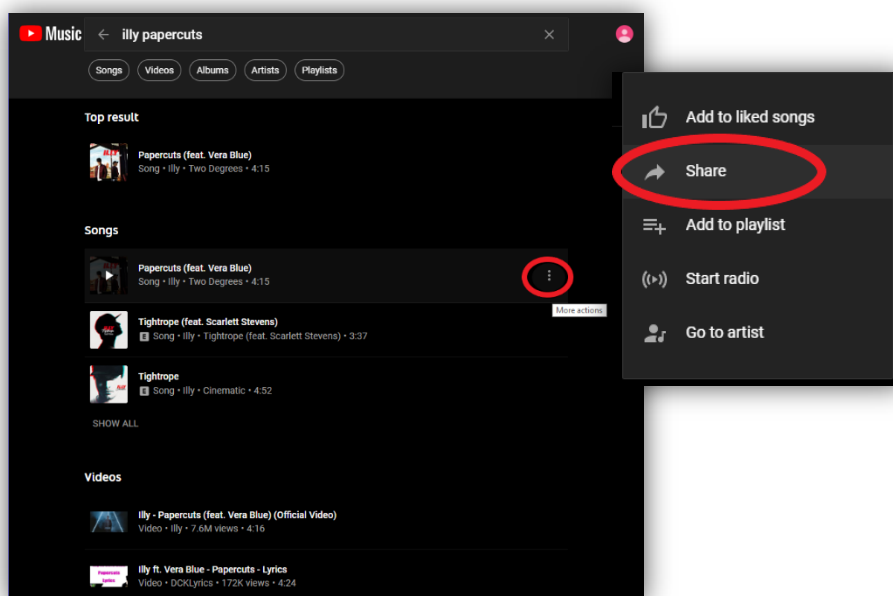 Music
illy papercuts
Songs
Videos
Albums
Artists
Playlists
Top result
Papercuts (feat. Vera Blue)
Song • Illy • Two Degrees • 4:15
Songs
Papercuts (feat. Vera Blue)
Song • Illy • Two Degrees • 4:15
More actions
Tightrope (feat. Scarlett Stevens)
E Song • Illy • Tightrope (feat. Scarlett Stevens) • 3:37
Tightrope
E Song • Illy • Cinematic • 4:52
SHOW ALL
Videos
Illy - Papercuts (feat. Vera Blue) (Official Video)
Video • Illy • 7.6M views • 4:16
Papercuts
Lyrics
Illy ft. Vera Blue - Papercuts - Lyrics
Video • DCKLyrics • 172K views • 4:24
Add to liked songs
Share
Add to playlist
Start radio
Go to artist